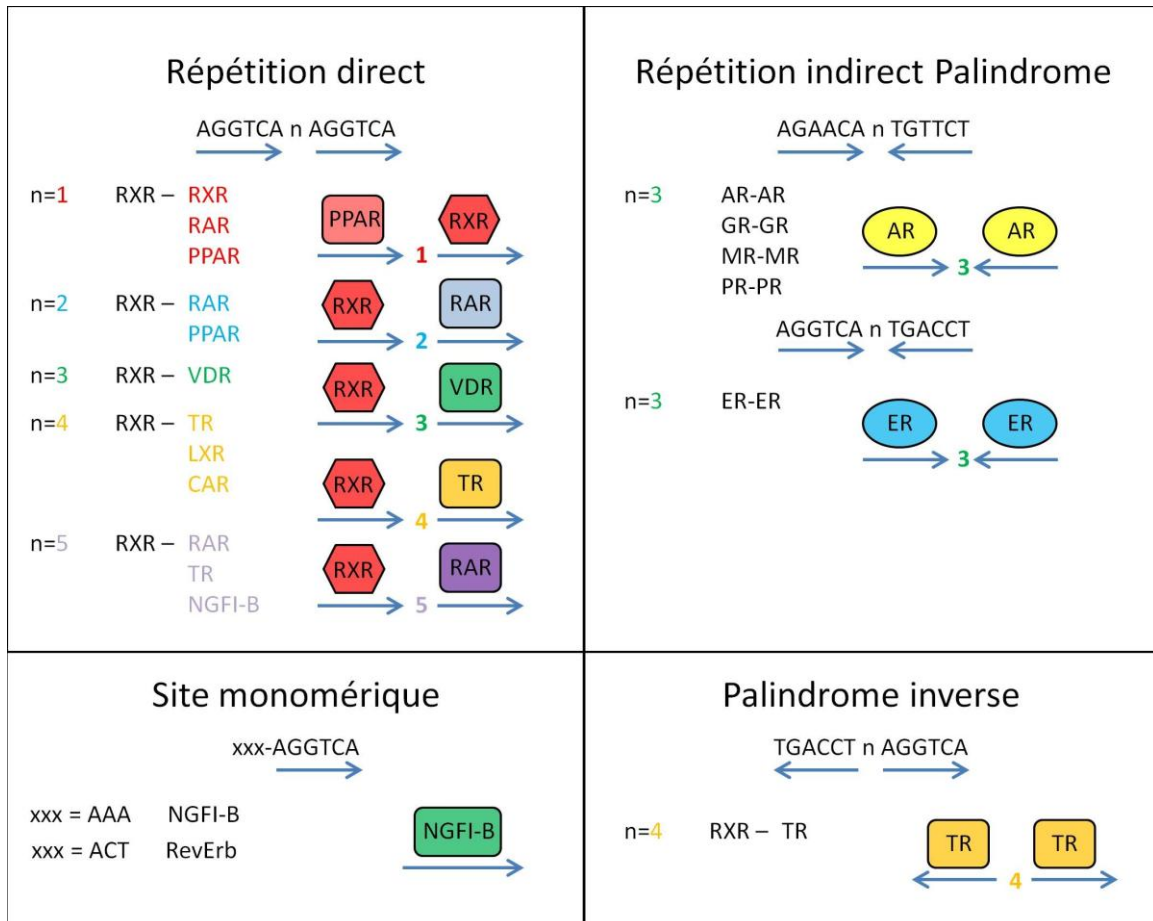 Répétition direct
AGGTCA n AGGTCA
n=1 RXR – RXR
RAR
PPAR
PPAR RXR
1
n=2 RXR – RAR
PPAR
RXR RAR
2
n=3 RXR – VDR
RXR VDR
3
n=4 RXR – TR
LXR
CAR
RXR TR
4
n=5 RXR – RAR
TR
NGFI-B
RXR RAR
5
Répétition indirect Palindrome
AGAACA n TGTTCT
n=3 AR-AR
GR-GR
MR-MR
PR-PR
AR AR
3
AGGTCA n TGACCT
n=3 ER-ER
ER ER
3
Site monomérique
xxx-AGGTCA
xxx = AAA NGFI-B
xxx = ACT RevErb
NGFI-B
Palindrome inverse
TGACCT n AGGTCA
n=4 RXR – TR
TR TR
4